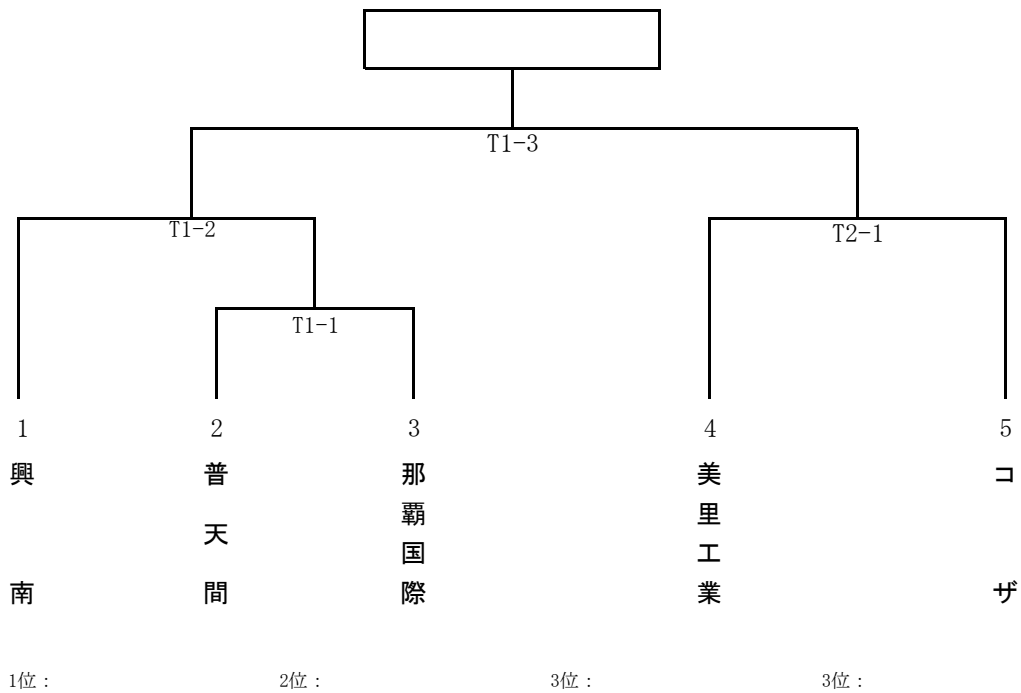 T1-3
T1-2
T2-1
T1-1
1 2 3 4 5
興南
普天間
那覇国際
美里工業
コザ
1位： 2位： 3位： 3位：